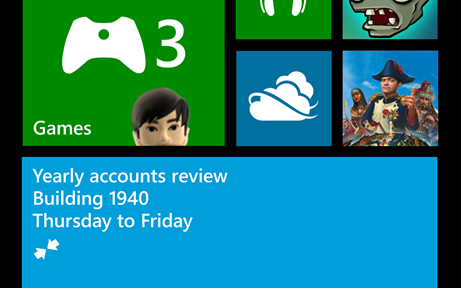 3
Games
Yearly accounts review
Building 1940
Thursday to Friday